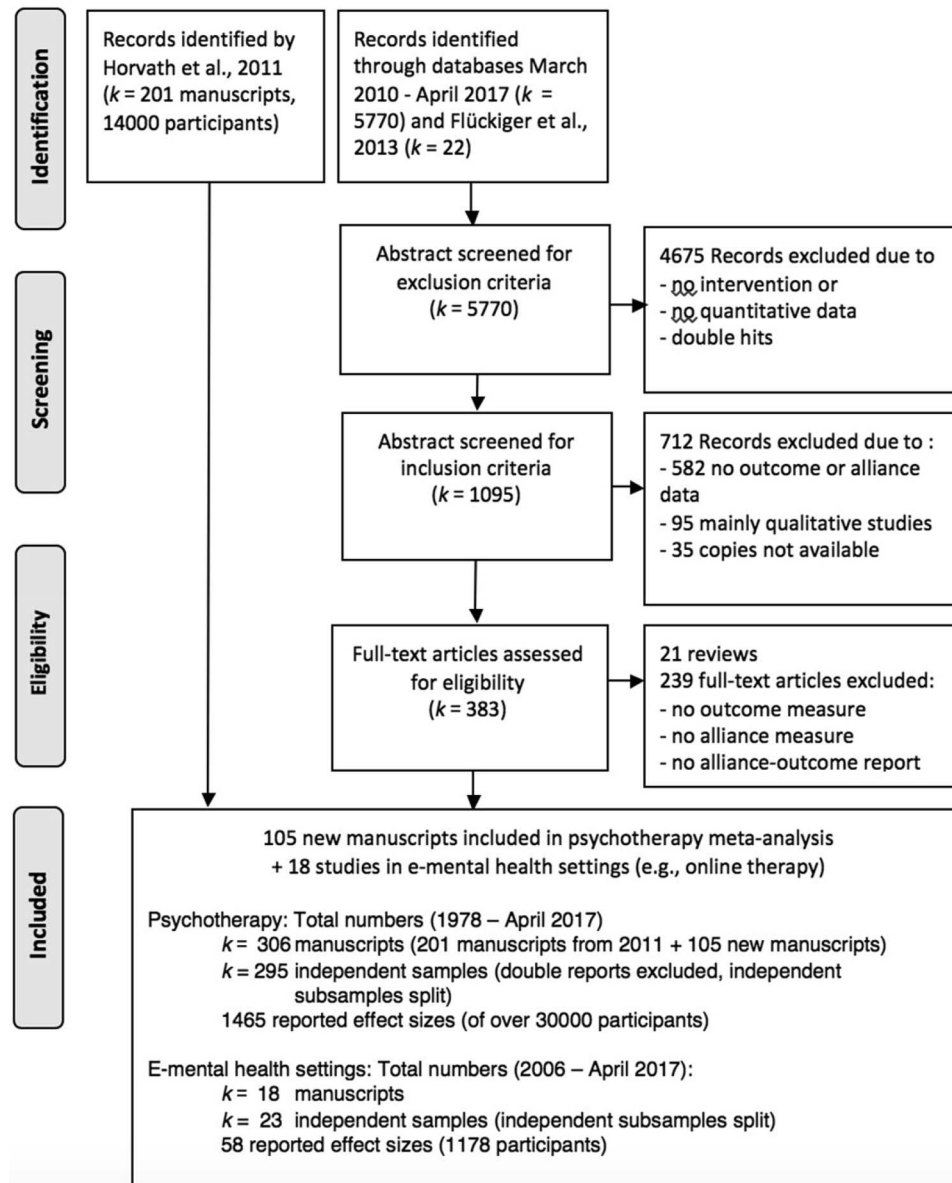 Identification
Records identified by
Horvath et al., 2011
(k = 201 manuscripts,
14000 participants)
Records identified
through databases March
2010 - April 2017 (k =
5770) and Flückiger et al.,
2013 (k = 22)
Abstract screened for
exclusion criteria
(k = 5770)
4675 Records excluded due to
- no intervention or
- no quantitative data
- double hits
Screening
Abstract screened for
inclusion criteria
(k = 1095)
712 Records excluded due to :
- 582 no outcome or alliance
data
- 95 mainly qualitative studies
- 35 copies not available
Eligibility
Full-text articles assessed
for eligibility
(k = 383)
21 reviews
239 full-text articles excluded:
- no outcome measure
- no alliance measure
- no alliance-outcome report
Included
105 new manuscripts included in psychotherapy meta-analysis
+ 18 studies in e-mental health settings (e.g., online therapy)
Psychotherapy: Total numbers (1978 – April 2017)
k = 306 manuscripts (201 manuscripts from 2011 + 105 new manuscripts)
k = 295 independent samples (double reports excluded, independent
subsamples split)
1465 reported effect sizes (of over 30000 participants)
E-mental health settings: Total numbers (2006 – April 2017):
k = 18 manuscripts
k = 23 independent samples (independent subsamples split)
58 reported effect sizes (1178 participants)